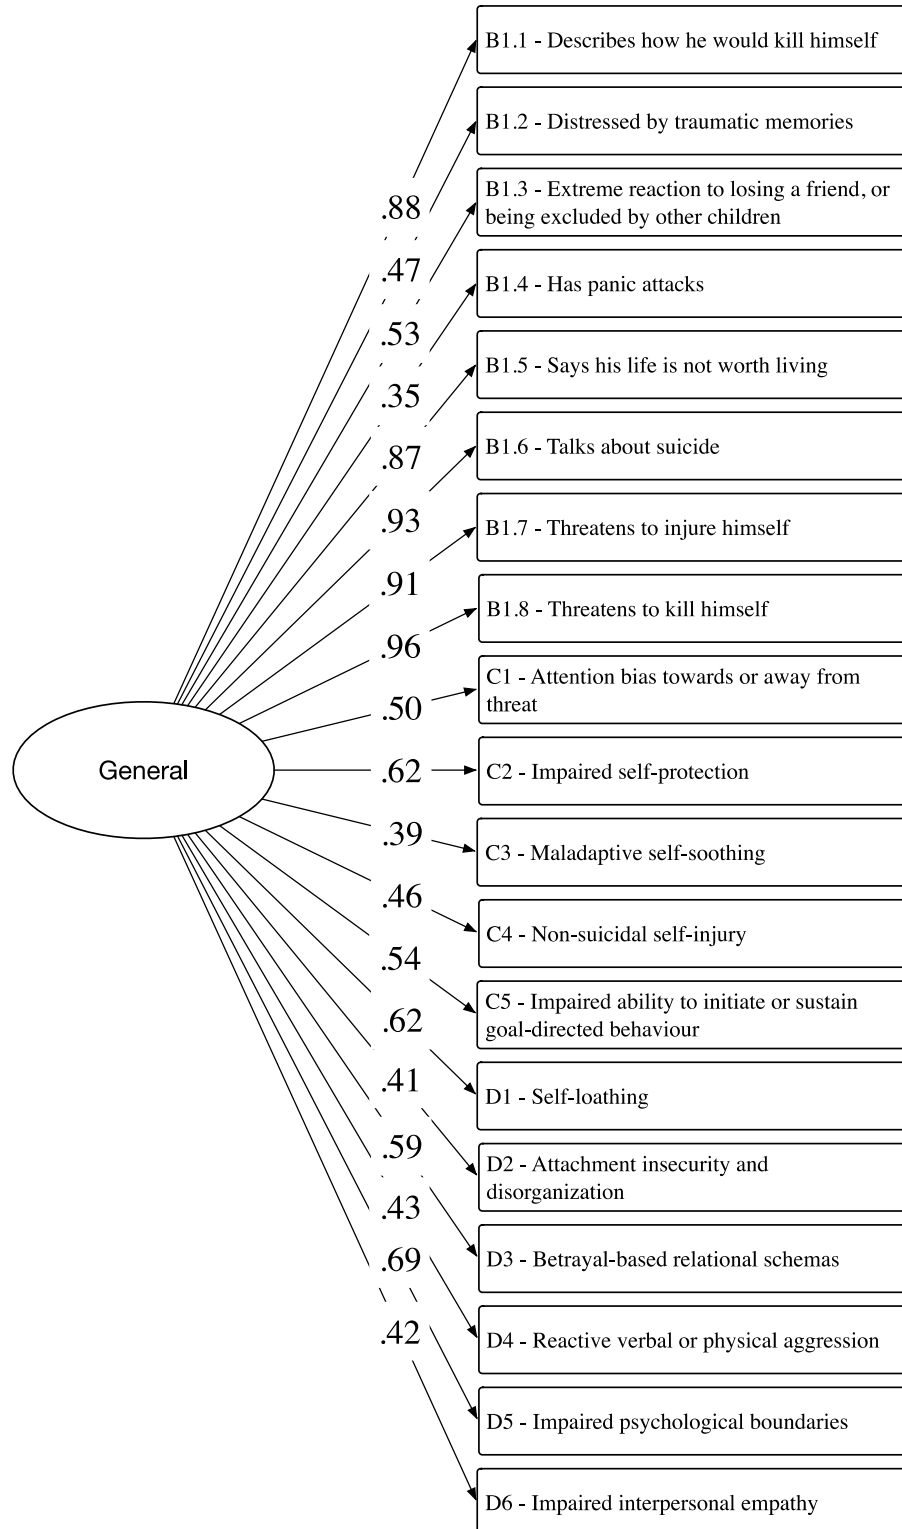 B1.1 - Describes how he would kill himself
B1.2 - Distressed by traumatic memories
B1.3 - Extreme reaction to losing a friend, or
being excluded by other children
.88
.47
B1.4 - Has panic attacks
.53
B1.5 - Says his life is not worth living
.35
.87
B1.6 - Talks about suicide
.93
B1.7 - Threatens to injure himself
.91
B1.8 - Threatens to kill himself
.96
C1 - Attention bias towards or away from
threat
.50
General
.62
C2 - Impaired self-protection
.39
C3 - Maladaptive self-soothing
.46
C4 - Non-suicidal self-injury
.54
C5 - Impaired ability to initiate or sustain
goal-directed behaviour
.62
.41
D1 - Self-loathing
.59
D2 - Attachment insecurity and
disorganization
.43
.69
D3 - Betrayal-based relational schemas
.42
D4 - Reactive verbal or physical aggression
D5 - Impaired psychological boundaries
D6 - Impaired interpersonal empathy